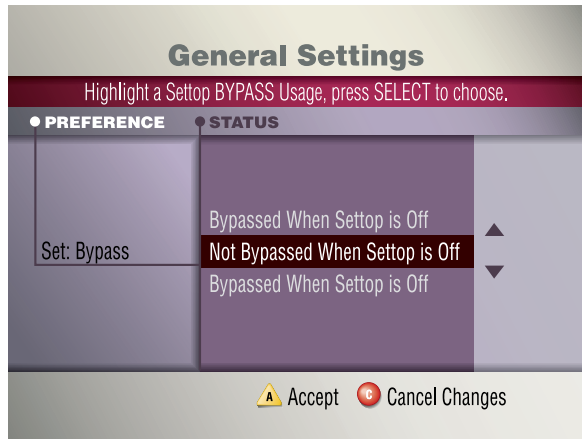 General Settings
Highlight a Settop BYPASS Usage, press SELECT to choose.
PREFERENCE STATUS
Bypassed When Settop is Off
Set: Bypass Not Bypassed When Settop is Off
Bypassed When Settop is Off
A Accept C Cancel Changes